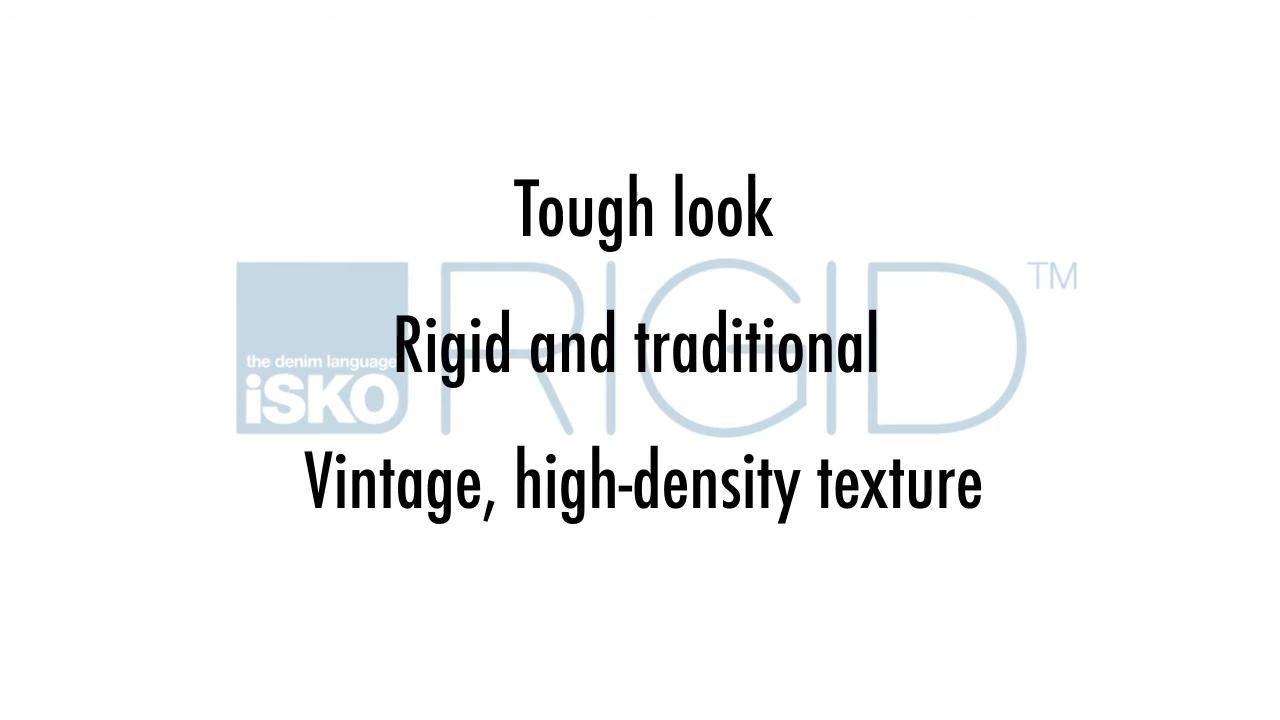 Tough look
RIGID™
Rigid and traditional
the denim language
iSKO
Vintage, high-density texture